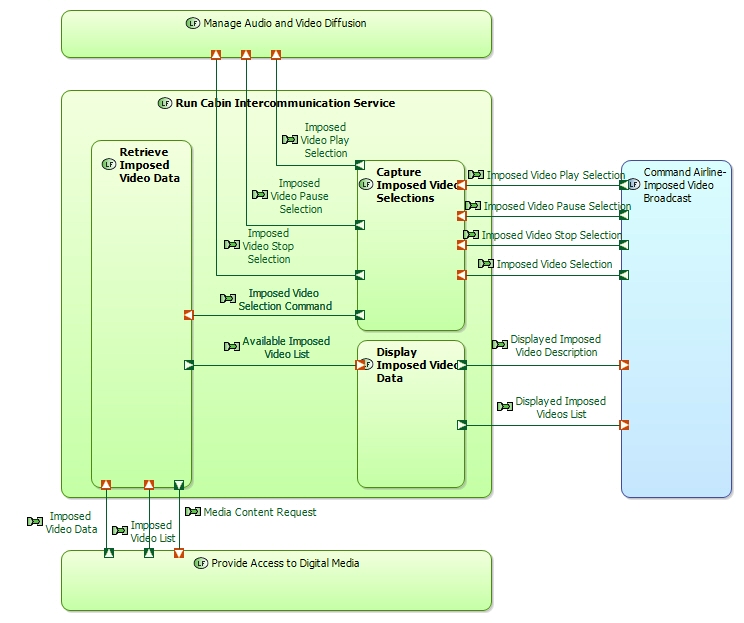 LF Manage Audio and Video Diffusion
LF Run Cabin Intercommunication Service
LF Retrieve
Imposed
Video Data
Imposed
Video Play
Selection
Imposed
Video Pause
Selection
Imposed
Video Stop
Selection
Imposed Video
Selection Command
Available Imposed
Video List
LF Capture
Imposed Video
Selections
LF Display
Imposed Video
Data
Imposed Video Play Selection
Imposed Video Pause Selection
Imposed Video Stop Selection
Imposed Video Selection
Displayed Imposed
Video Description
Displayed Imposed
Videos List
LF Command Airline-
Imposed Video
Broadcast
Imposed
Video Data
Imposed
Video List
Media Content Request
LF Provide Access to Digital Media